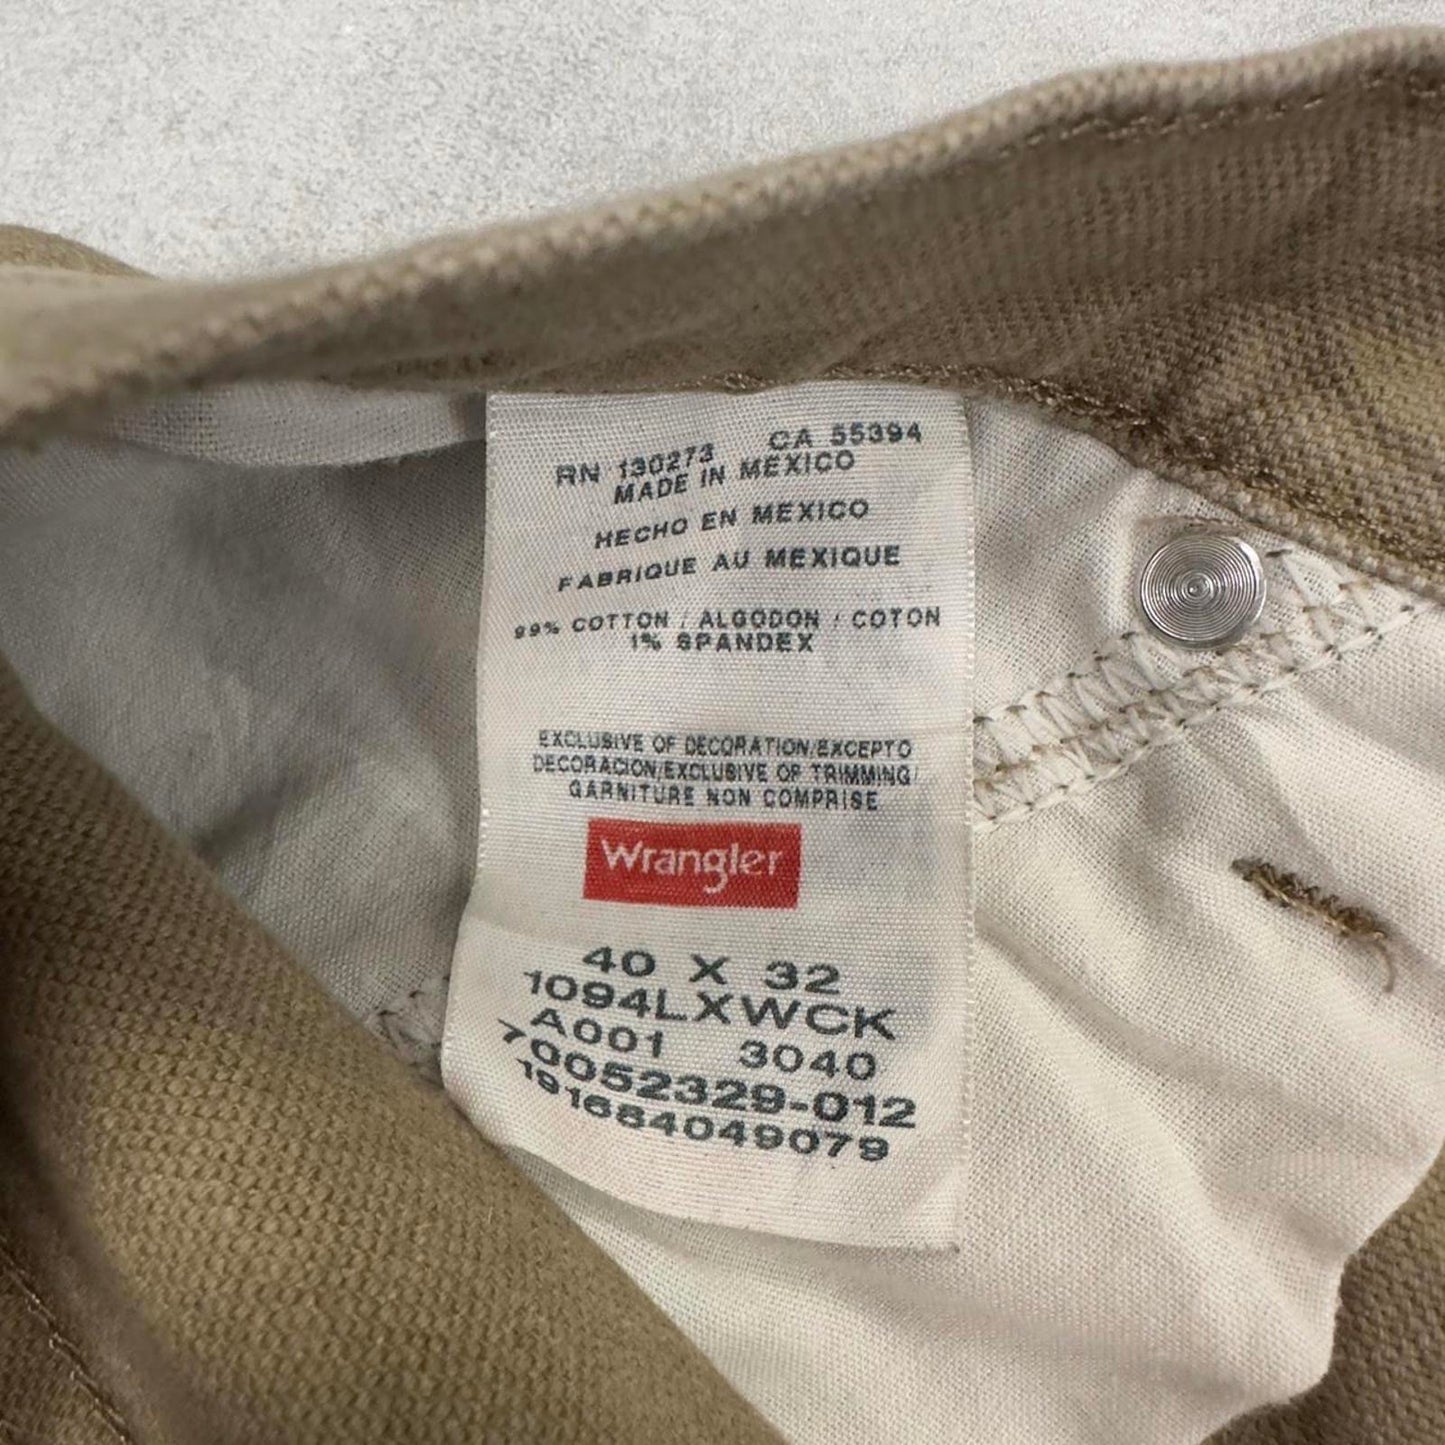 RN 130273 CA 55394
MADE IN MEXICO
HECHO EN MEXICO
FABRIQUE AU MEXIQUE
99% COTTON / ALGODON / COTON
1% SPANDEX
EXCLUSIVE OF DECORATION/EXCEPTO
DECORACION/EXCLUSIVE OF TRIMMING/
GARNITURE NON COMPRISE
Wrangler
40 X 32
1094LXWCK
A001 3040
70052329-012
191684049079